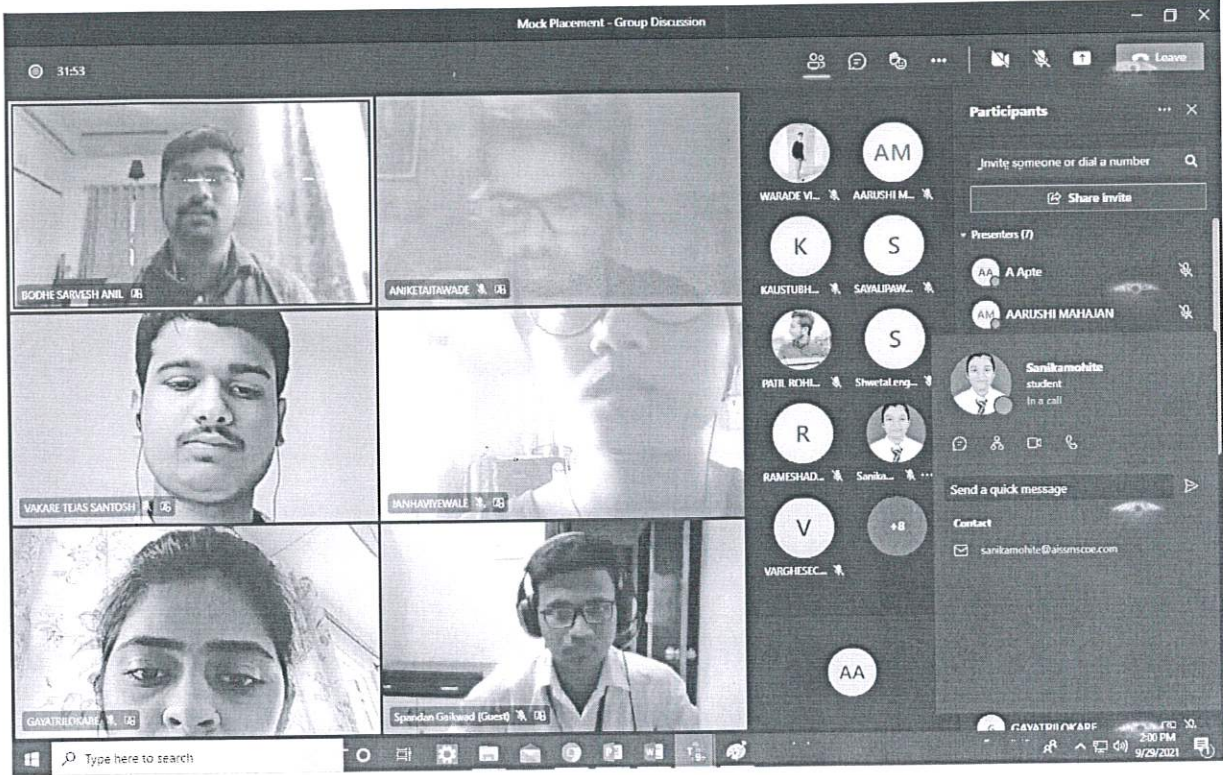 Mock Placement - Group Discussion
31:53
Leave
BODHE SARVESH ANIL
ANIKETAITAWADE
VAKARE TEJAS SANTOSH
JANHAVIYEWALE
GAYATRILOKARE
Spandan Gaikwad (Guest)
WARADE VI...
AM
AARUSHI M...
K
KAUSTUBH...
S
SAYALIPAW...
PATIL ROHI...
S
Shwetal.eng...
R
RAMESHAD...
Sanika...
V
VARGHESEC...
+8
AA
Participants
Invite someone or dial a number
Share invite
Presenters (7)
AA
A Apte
AM
AARUSHI MAHAJAN
Sanikamohite
student
In a call
Send a quick message
Contact
sanikamohite@aissmscoe.com
GAYATRILOKARE
Type here to search
2:00 PM
9/29/2021